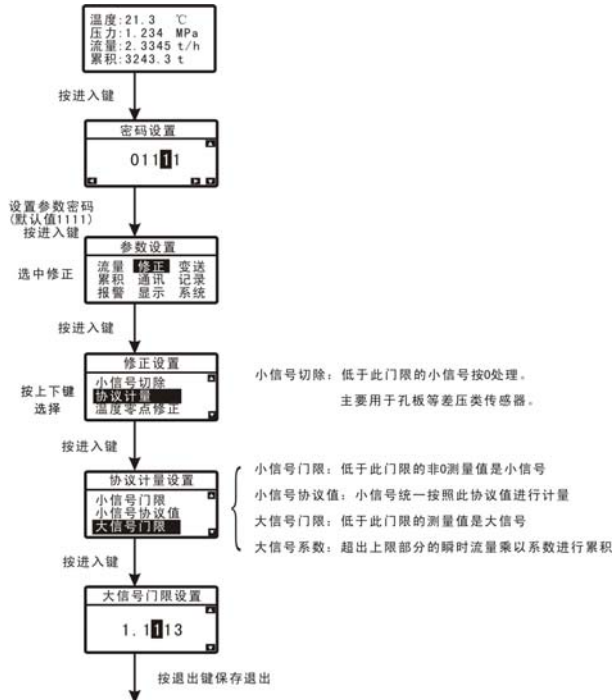 温度:21.3 ℃
压力:1.234 MPa
流量:2.3345 t/h
累积:3243.3 t
按进入键
密码设置
01111
设置参数密码
(默认值1111)
按进入键
参数设置
选中修正
流量 修正 变送
累积 通讯 记录
报警 显示 系统
按进入键
修正设置
小信号切除
协议计量
温度零点修正
按上下键
选择
小信号切除：低于此门限的小信号按0处理。
主要用于孔板等差压类传感器。
按进入键
协议计量设置
小信号门限
小信号协议值
大信号门限
小信号门限：低于此门限的非0测量值是小信号
小信号协议值：小信号统一按照此协议值进行计量
大信号门限：低于此门限的测量值是大信号
大信号系数：超出上限部分的瞬时流量乘以系数进行累积
按进入键
大信号门限设置
1.1113
按退出键保存退出